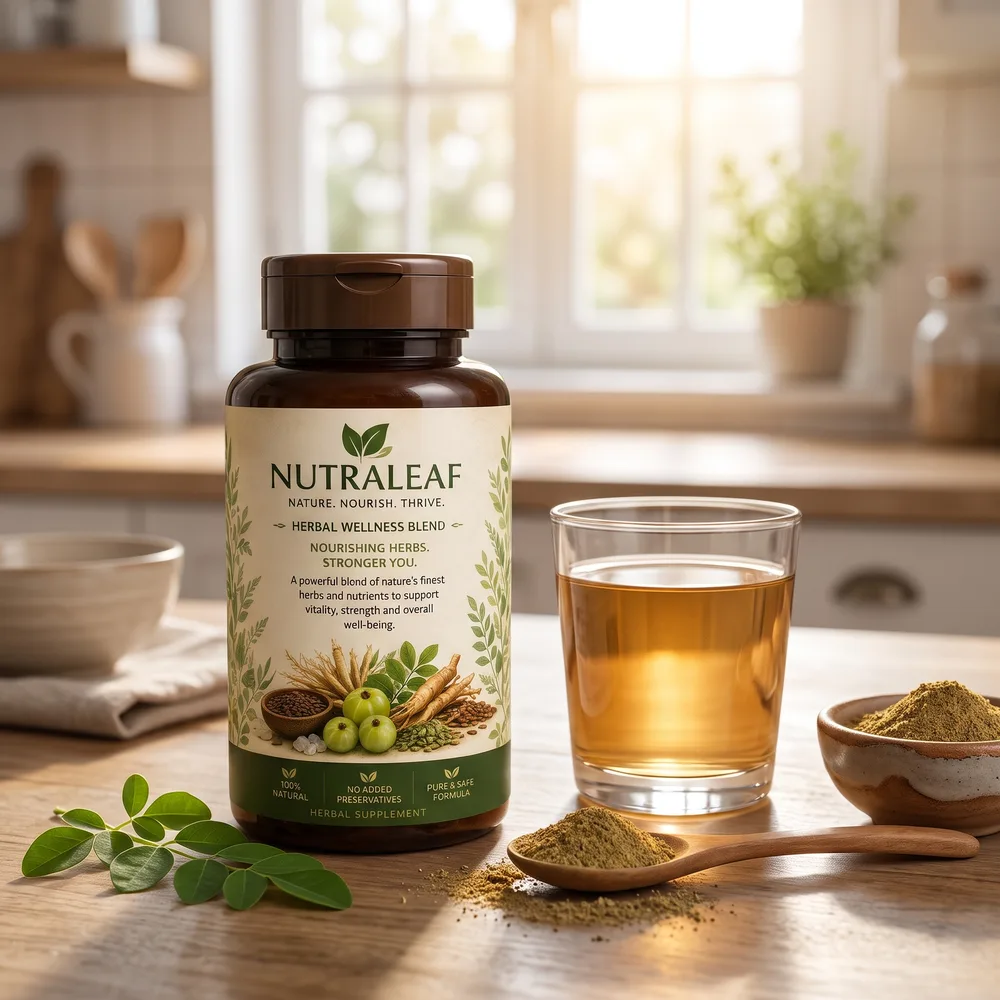 NUTRALEAF
NATURE. NOURISH. THRIVE.
HERBAL WELLNESS BLEND
NOURISHING HERBS.
STRONGER YOU.
A powerful blend of nature's finest
herbs and nutrients to support
vitality, strength and overall
well-being.
100%
NATURAL
NO ADDED
PRESERVATIVES
PURE & SAFE
FORMULA
HERBAL SUPPLEMENT